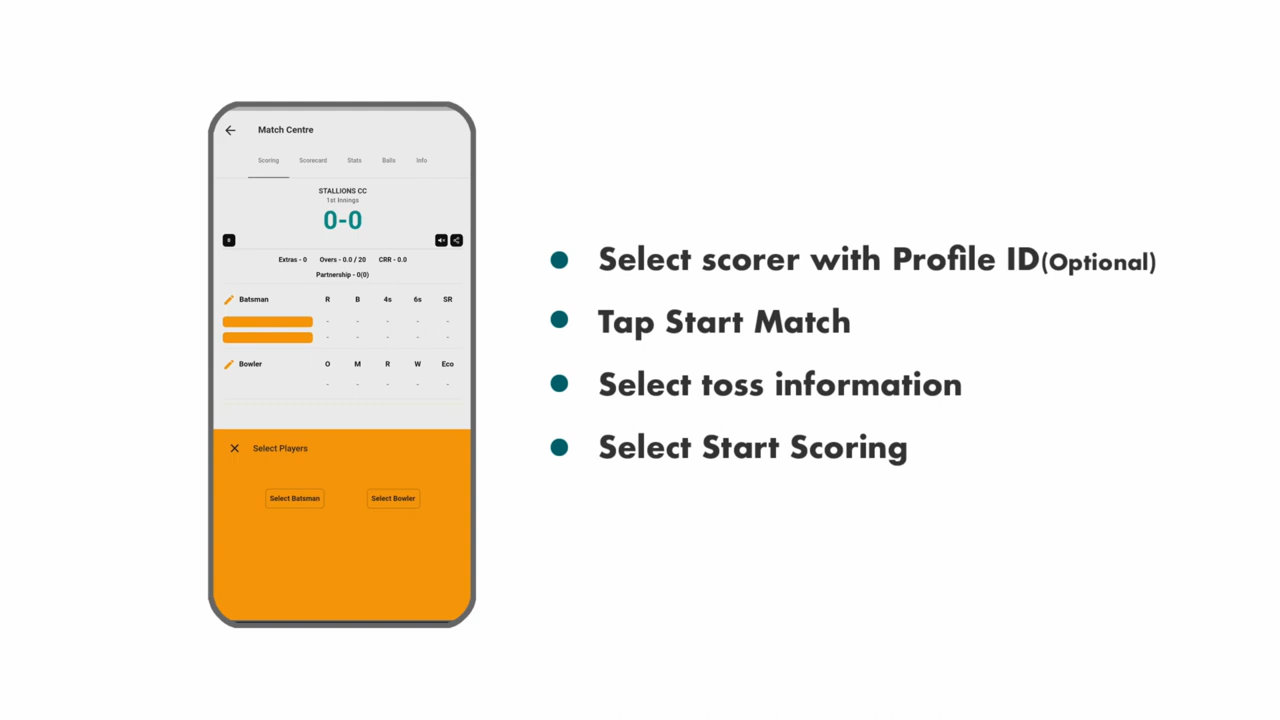 Match Centre
Scoring Scorecard Stats Balls Info
STALLIONS CC
1st Innings
0-0
Extras - 0 Overs - 0.0 / 20 CRR - 0.0
Partnership - 0(0)
Batsman R B 4s 6s SR
- - - - -
- - - - -
Bowler O M R W Eco
- - - - -
Select Players
Select Batsman Select Bowler
Select scorer with Profile ID(Optional)
Tap Start Match
Select toss information
Select Start Scoring